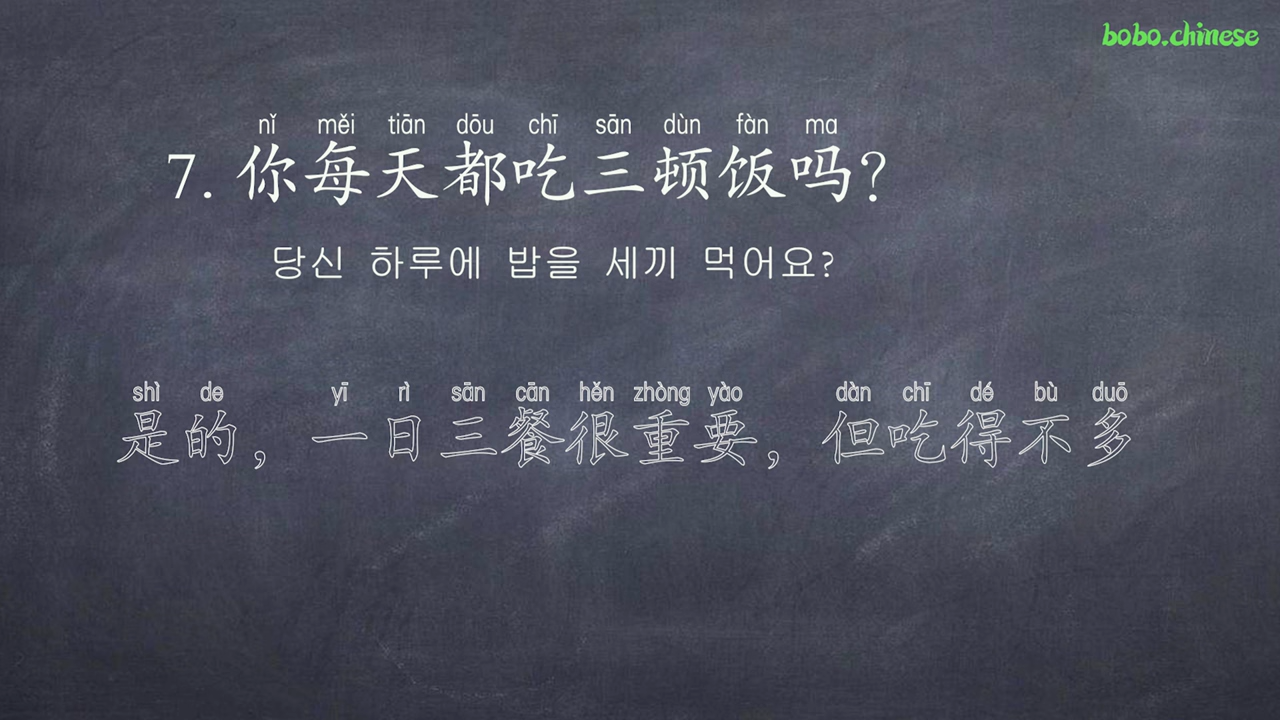 bobo.chinese
nǐ měi tiān dōu chī sān dùn fàn ma
7. 你每天都吃三顿饭吗?
당신 하루에 밥을 세끼 먹어요?
shì de yī rì sān cān hěn zhòng yào dàn chī dé bù duō
是的，一日三餐很重要，但吃得不多